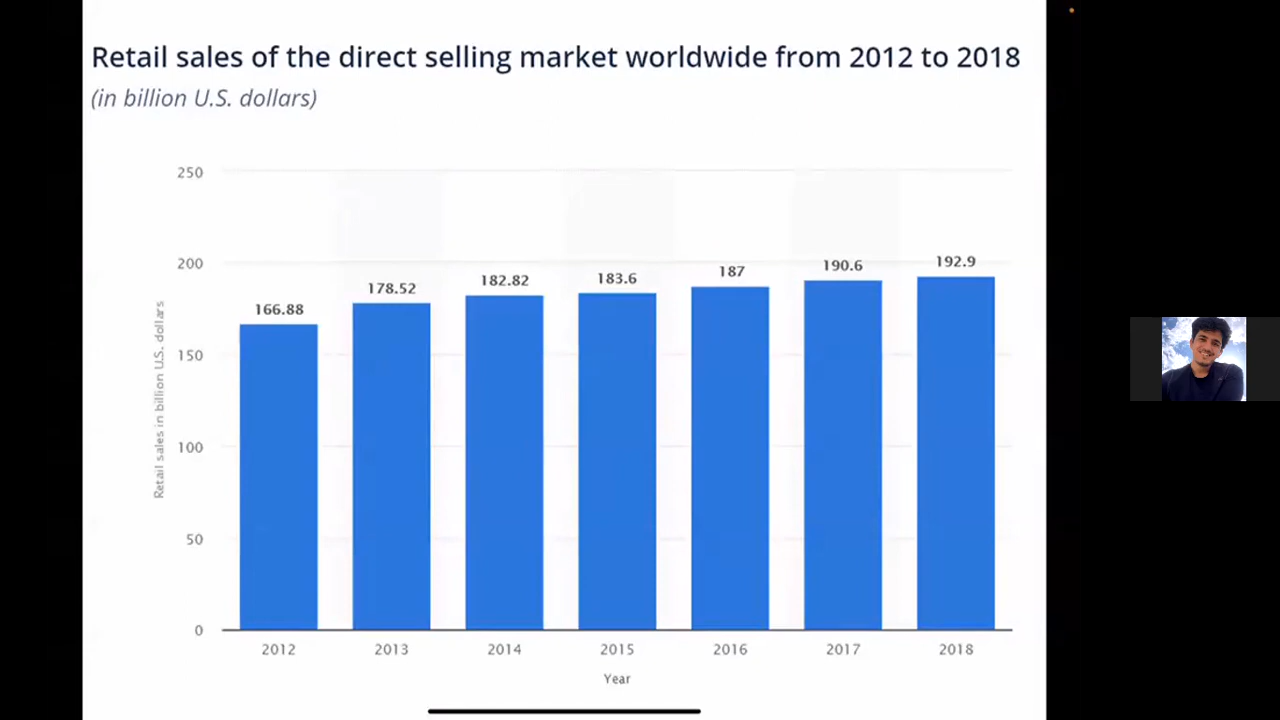 Retail sales of the direct selling market worldwide from 2012 to 2018
(in billion U.S. dollars)
250
200
150
100
50
0
Retail sales in billion U.S. dollars
166.88
178.52
182.82
183.6
187
190.6
192.9
2012 2013 2014 2015 2016 2017 2018
Year